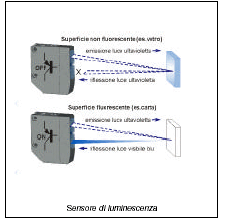 Superficie non fluorescente (es.vetro)
emissione luce ultravioletta
OFF
X
riflessione luce ultravioletta
Superficie fluorescente (es.carta)
emissione luce ultravioletta
ON
riflessione luce visibile blu
Sensore di luminescenza